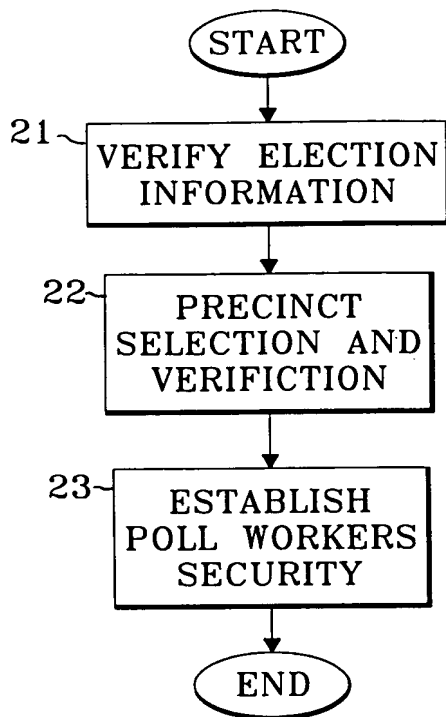 START
21
VERIFY ELECTION
INFORMATION
22
PRECINCT
SELECTION AND
VERIFICTION
23
ESTABLISH
POLL WORKERS
SECURITY
END